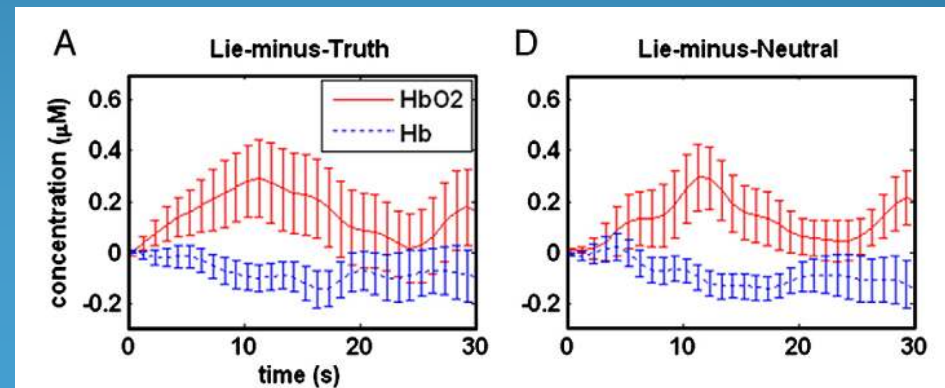 A
Lie-minus-Truth
concentration (μM)
0.6
0.4
0.2
0
-0.2
HbO2
Hb
0
10
20
30
time (s)
D
Lie-minus-Neutral
0.6
0.4
0.2
0
-0.2
0
10
20
30